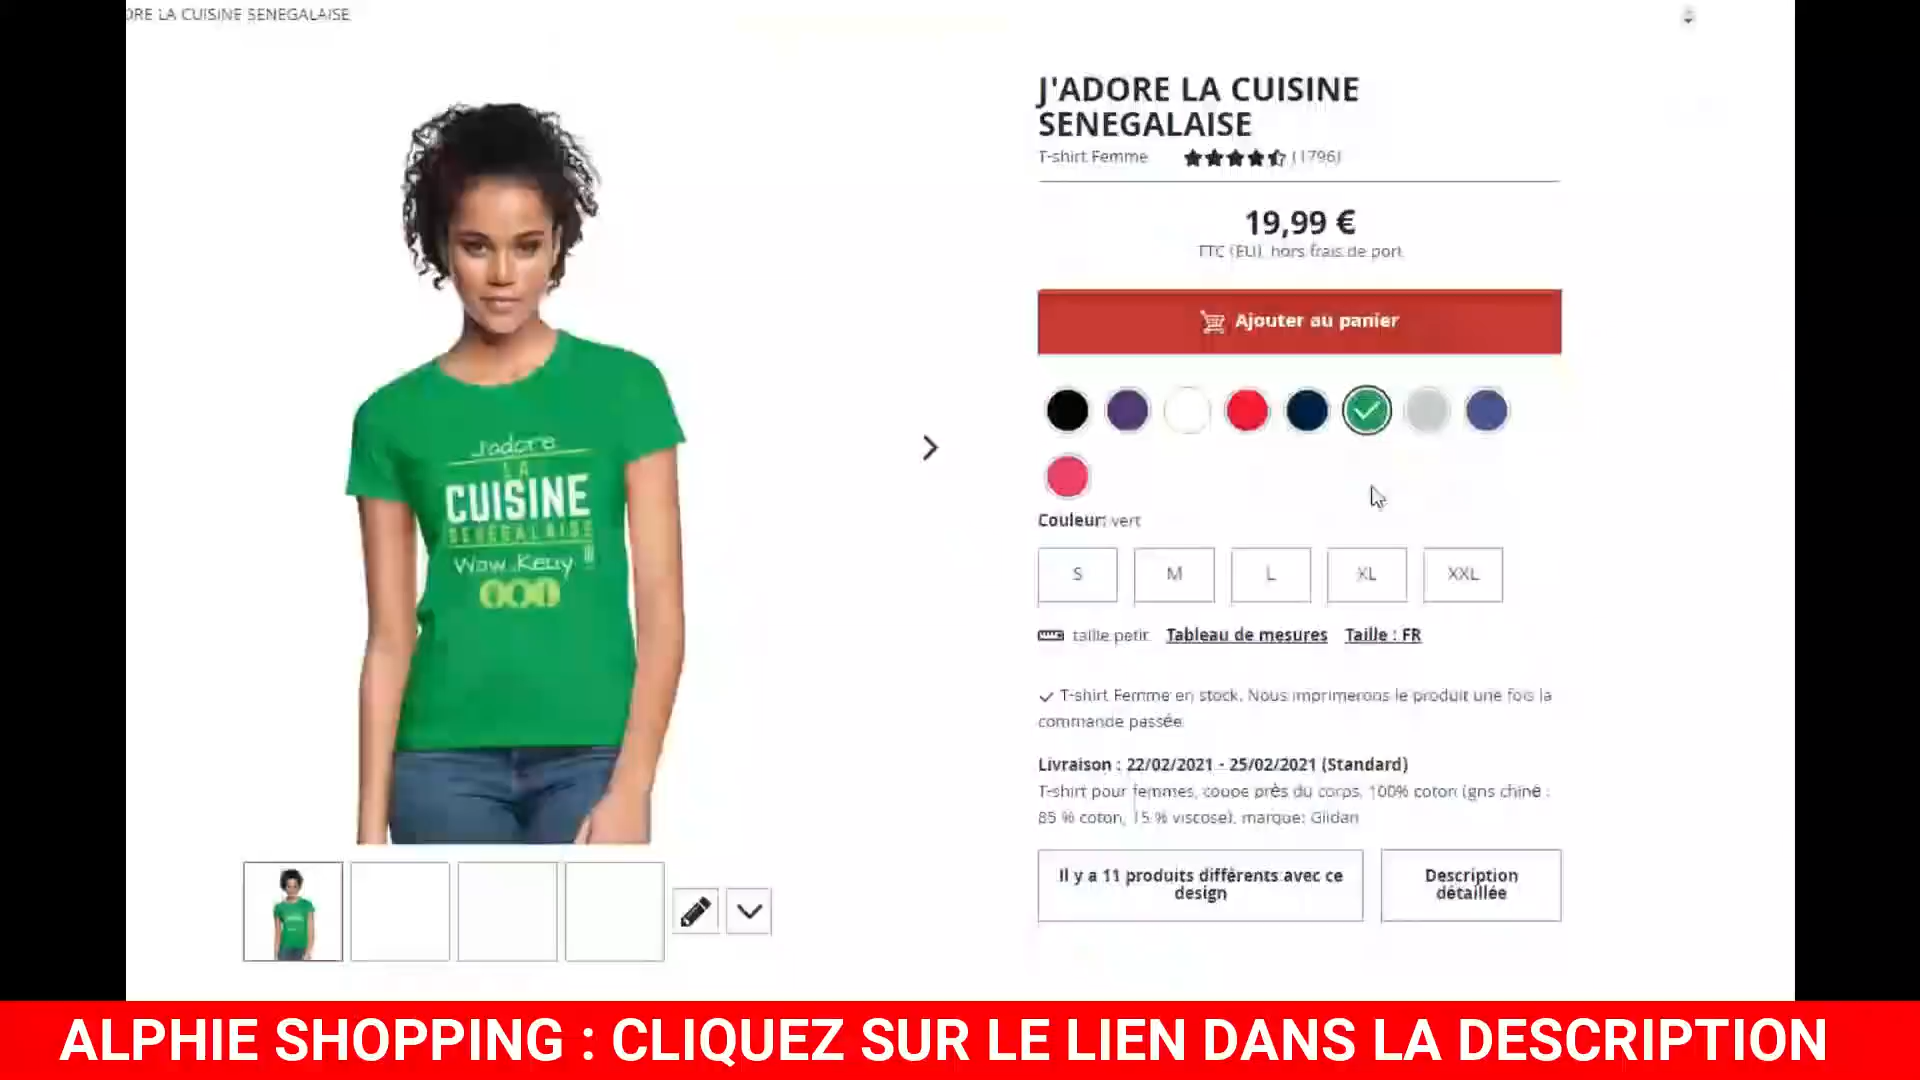 ORE LA CUISINE SENEGALAISE
J'ADORE LA CUISINE
SENEGALAISE
T-shirt Femme (1796)
19,99 €
TTC (EU), hors frais de port
Ajouter au panier
J'adore
LA
CUISINE
SENEGALAISE
Wow Keuy !!!
Couleur: vert
S M L XL XXL
taille petit Tableau de mesures Taille : FR
T-shirt Femme en stock. Nous imprimerons le produit une fois la
commande passée.
Livraison : 22/02/2021 - 25/02/2021 (Standard)
T-shirt pour femmes, coupe près du corps, 100% coton (gris chiné :
85 % coton, 15 % viscose), marque: Gildan
Il y a 11 produits différents avec ce
design
Description
détaillée
ALPHIE SHOPPING : CLIQUEZ SUR LE LIEN DANS LA DESCRIPTION